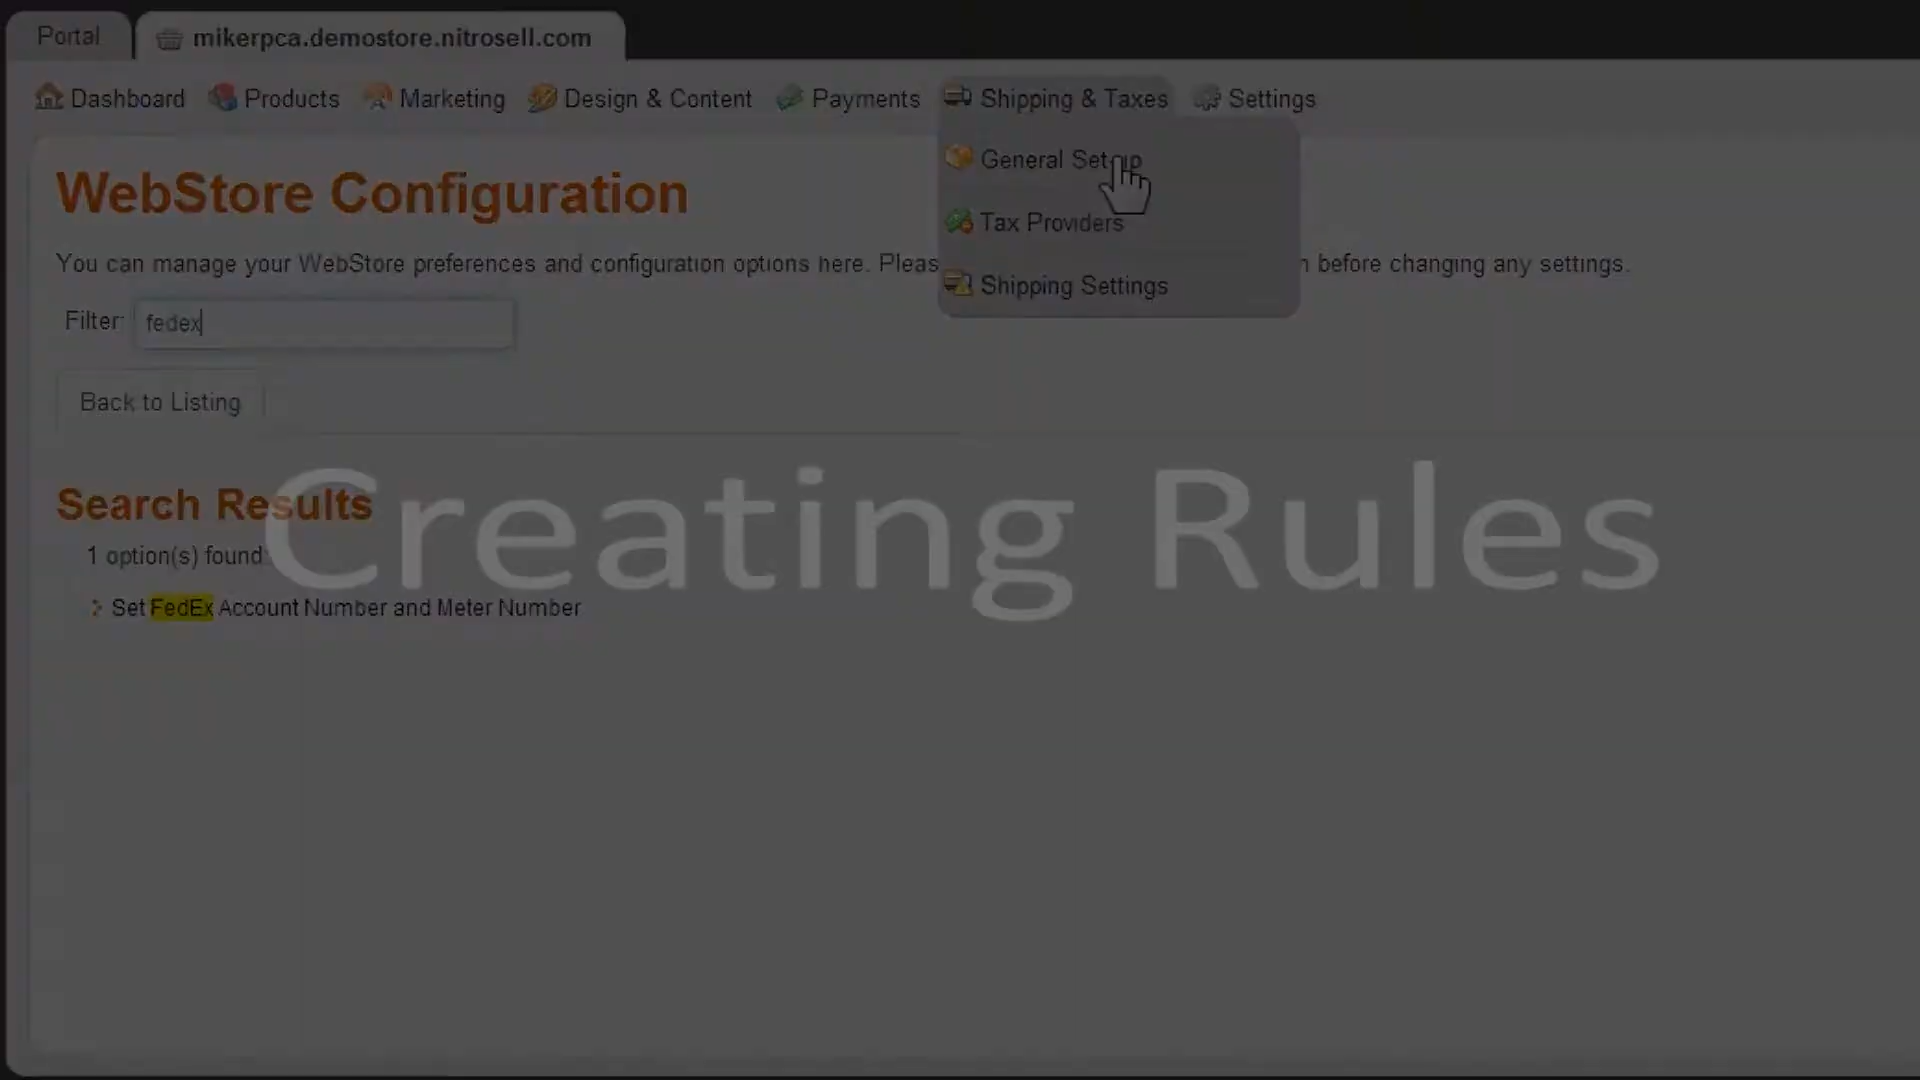 Portal
mikerpca.demostore.nitrosell.com
Dashboard Products Marketing Design & Content Payments Shipping & Taxes Settings
General Setup
Tax Providers
Shipping Settings
WebStore Configuration
You can manage your WebStore preferences and configuration options here. Pleas before changing any settings.
Filter: fedex
Back to Listing
Creating Rules
Search Results
1 option(s) found
Set FedEx Account Number and Meter Number